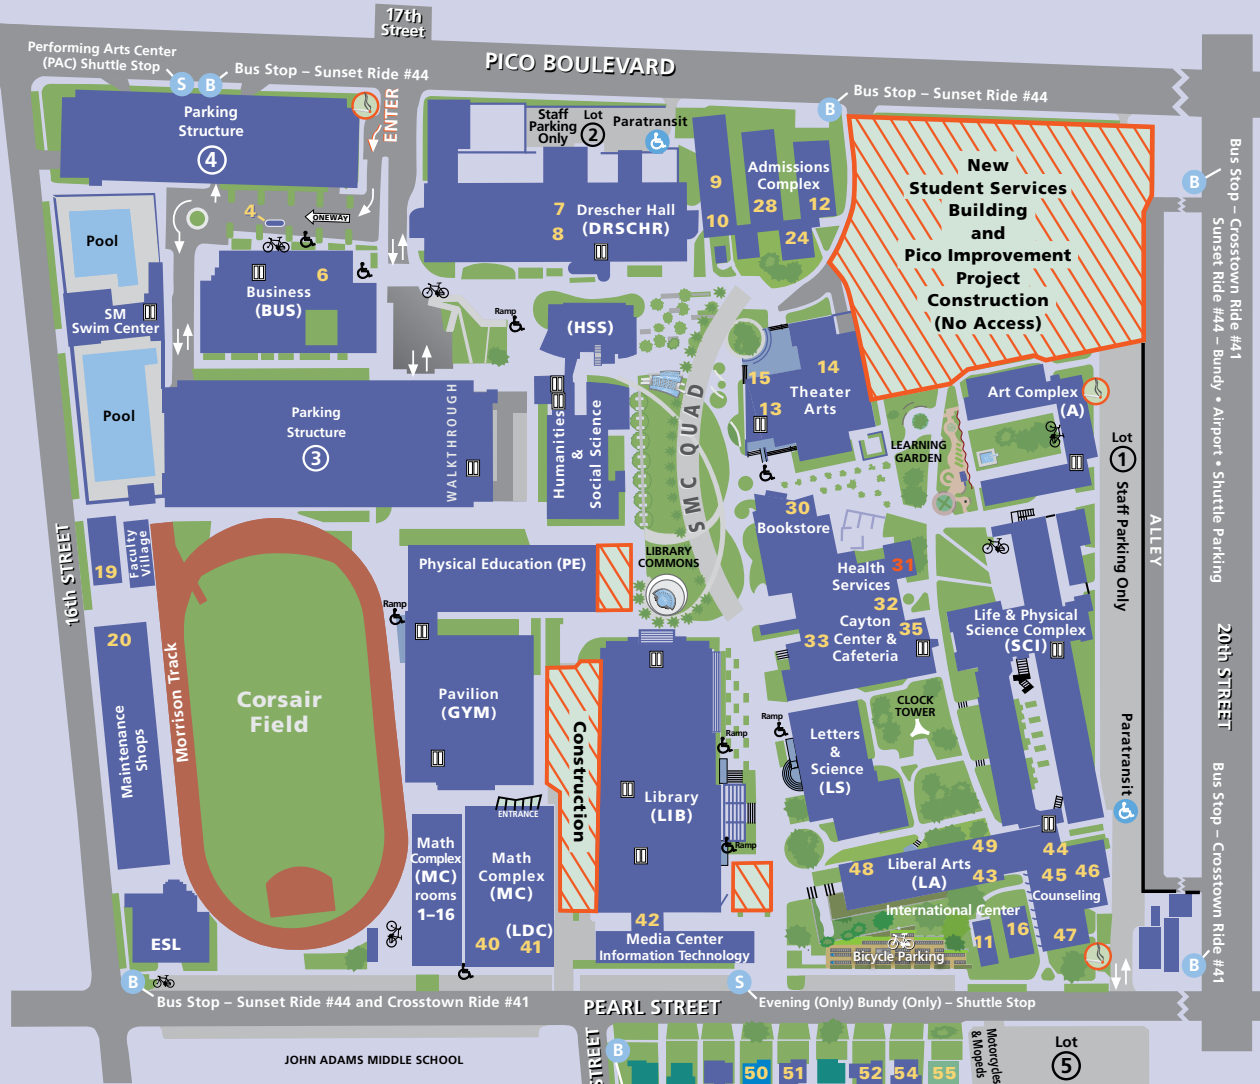 17th
Street
Performing Arts Center
(PAC) Shuttle Stop
S
B
Bus Stop – Sunset Ride #44
PICO BOULEVARD
B
Bus Stop – Sunset Ride #44
Parking
Structure
4
ENTER
Staff
Parking
Only
Lot
2
Paratransit
9
10
Admissions
Complex
28
12
24
New
Student Services
Building
and
Pico Improvement
Project
Construction
(No Access)
B
Bus Stop – Crosstown Ride #41
Sunset Ride #44 – Bundy • Airport • Shuttle Parking
4
ONEWAY
7
8
Drescher Hall
(DRSCHR)
Pool
SM
Swim Center
Pool
6
Business
(BUS)
Ramp
(HSS)
Humanities
&
Social Science
SMC QUAD
15
14
13
Theater
Arts
LEARNING
GARDEN
Art Complex
(A)
Lot
1
Staff Parking Only
ALLEY
Parking
Structure
3
WALKTHROUGH
16th STREET
19
Faculty
Village
20
Maintenance
Shops
Morrison Track
Corsair
Field
Physical Education (PE)
Ramp
LIBRARY
COMMONS
30
Bookstore
Health
Services
31
32
Cayton
Center &
Cafeteria
33
35
Life & Physical
Science Complex
(SCI)
20th STREET
Pavilion
(GYM)
Construction
Library
(LIB)
Ramp
Ramp
Ramp
CLOCK
TOWER
Letters
&
Science
(LS)
Paratransit
Bus Stop – Crosstown Ride #41
B
ENTRANCE
Math
Complex
(MC)
rooms
1–16
Math
Complex
(MC)
(LDC)
40
41
42
Media Center
Information Technology
48
Liberal Arts
(LA)
49
43
44
45
46
Counseling
47
International Center
11
16
Bicycle Parking
ESL
B
Bus Stop – Sunset Ride #44 and Crosstown Ride #41
PEARL STREET
S
Evening (Only) Bundy (Only) – Shuttle Stop
JOHN ADAMS MIDDLE SCHOOL
STREET
B
50
51
52
54
55
Motorcycles
& Mopeds
Lot
5